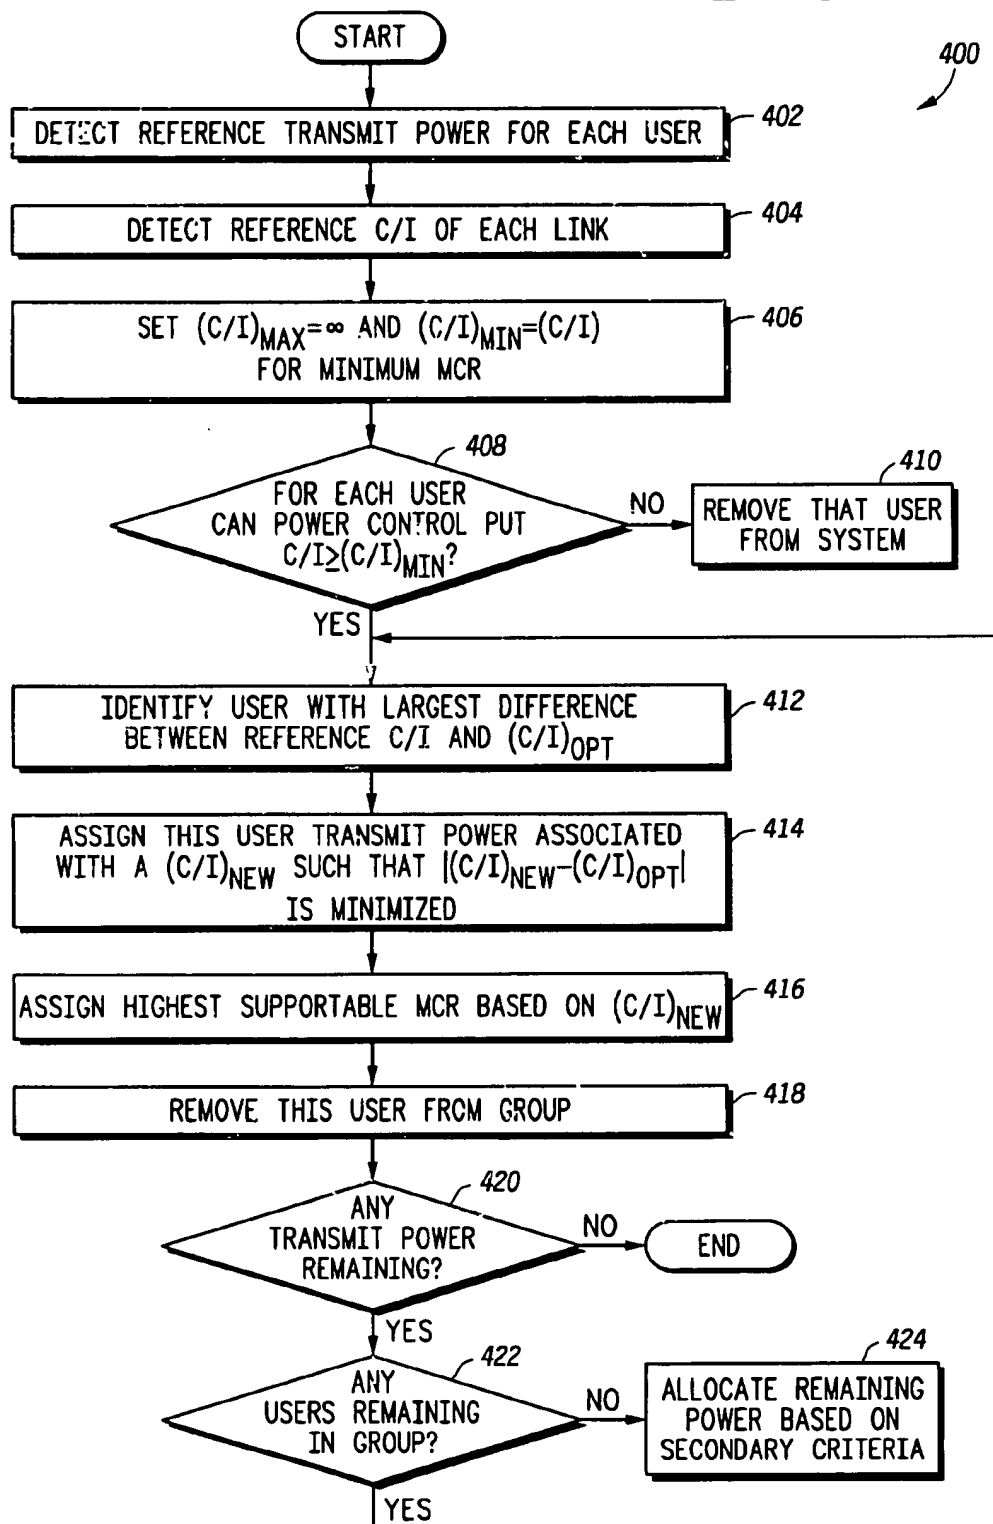 START
400
DETECT REFERENCE TRANSMIT POWER FOR EACH USER
402
DETECT REFERENCE C/I OF EACH LINK
404
SET (C/I)MAX=∞ AND (C/I)MIN=(C/I)
FOR MINIMUM MCR
406
408
FOR EACH USER
CAN POWER CONTROL PUT
C/I≥(C/I)MIN?
NO
410
REMOVE THAT USER
FROM SYSTEM
YES
IDENTIFY USER WITH LARGEST DIFFERENCE
BETWEEN REFERENCE C/I AND (C/I)OPT
412
ASSIGN THIS USER TRANSMIT POWER ASSOCIATED
WITH A (C/I)NEW SUCH THAT |(C/I)NEW-(C/I)OPT|
IS MINIMIZED
414
ASSIGN HIGHEST SUPPORTABLE MCR BASED ON (C/I)NEW
416
REMOVE THIS USER FROM GROUP
418
420
ANY
TRANSMIT POWER
REMAINING?
NO
END
YES
422
ANY
USERS REMAINING
IN GROUP?
NO
424
ALLOCATE REMAINING
POWER BASED ON
SECONDARY CRITERIA
YES